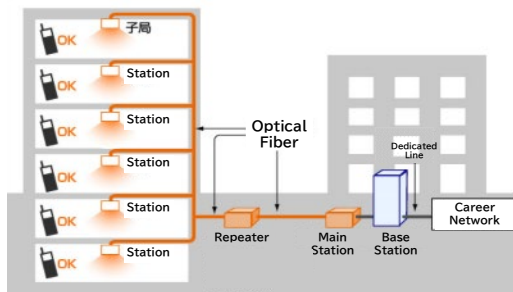 OK
子局
OK
Station
OK
Station
OK
Station
OK
Station
OK
Station
Optical
Fiber
Dedicated
Line
Repeater
Main
Station
Base
Station
Career
Network